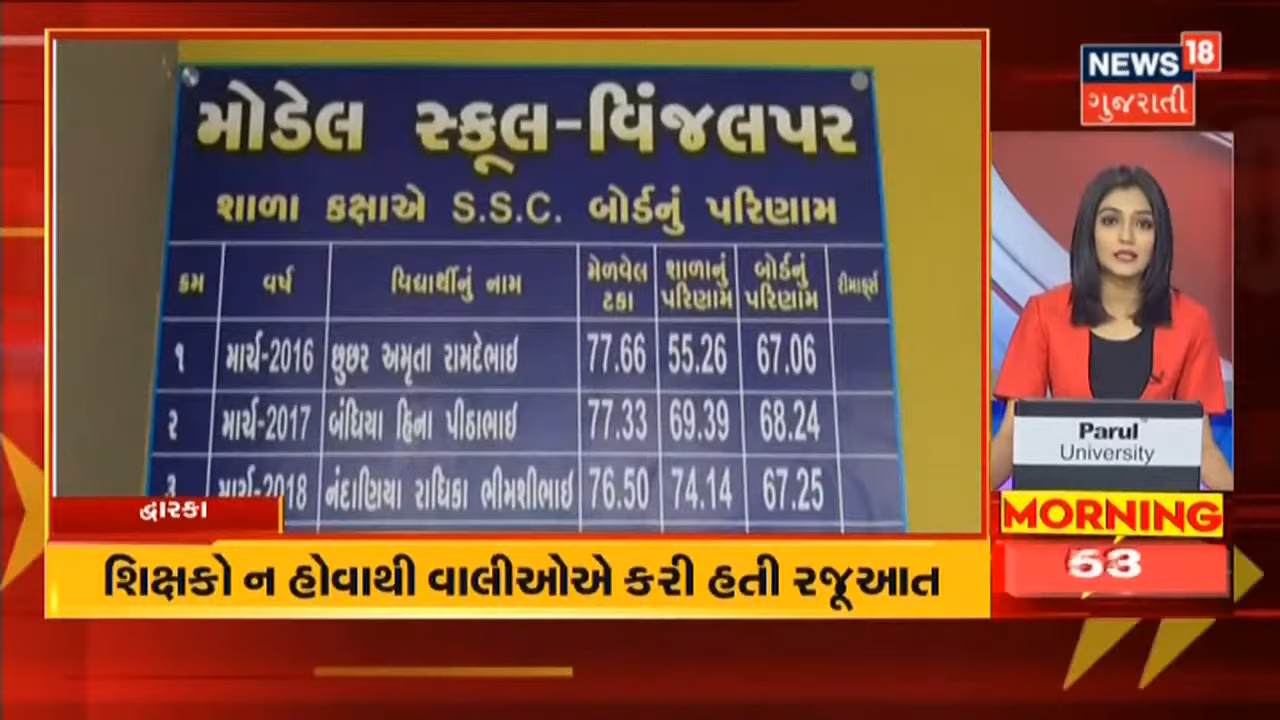 NEWS 18
ગુજરાતી
મોડેલ સ્કૂલ-વિંજલપર
શાળા કક્ષાએ S.S.C. બોર્ડનું પરિણામ
ક્રમ વર્ષ વિદ્યાર્થીનું નામ મેળવેલ ટકા શાળાનું પરિણામ બોર્ડનું પરિણામ રીમાર્ક્સ
૧ માર્ચ-2016 છુછર અમૃતા રામદેભાઈ 77.66 55.26 67.06
૨ માર્ચ-2017 બંધિયા હિના પીઠાભાઈ 77.33 69.39 68.24
૩ માર્ચ-2018 નંદાણિયા રાધિકા ભીમશીભાઈ 76.50 74.14 67.25
Parul
University
MORNING
દ્વારકા
શિક્ષકો ન હોવાથી વાલીઓએ કરી હતી રજૂઆત